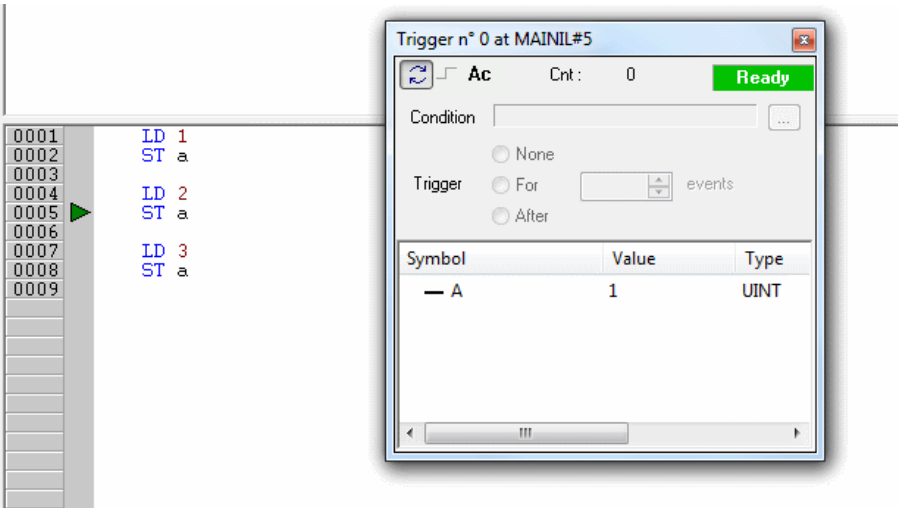 Trigger n° 0 at MAINIL#5
Ac Cnt: 0 Ready
Condition ...
None
Trigger For events
After
Symbol Value Type
A 1 UINT
0001 LD 1
0002 ST a
0003
0004 LD 2
0005 ST a
0006
0007 LD 3
0008 ST a
0009